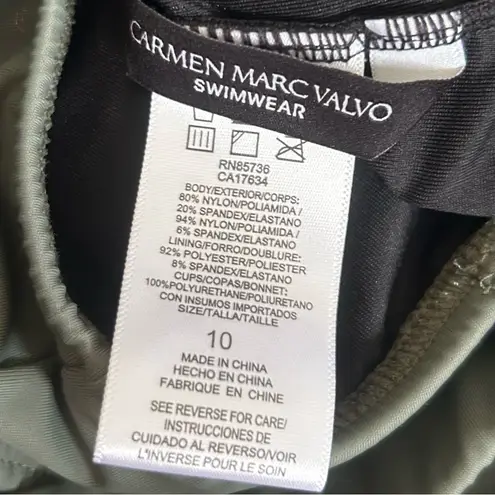 CARMEN MARC VALVO
SWIMWEAR
RN85736
CA17634
BODY/EXTERIOR/CORPS:
80% NYLON/POLIAMIDA/
20% SPANDEX/ELASTANO
94% NYLON/POLIAMIDA/
6% SPANDEX/ELASTANO
LINING/FORRO/DOUBLURE:
92% POLYESTER/POLIESTER
8% SPANDEX/ELASTANO
CUPS/COPAS/BONNET:
100%POLYURETHANE/POLIURETANO
CON INSUMOS IMPORTADOS
SIZE/TALLA/TAILLE
10
MADE IN CHINA
HECHO EN CHINA
FABRIQUE EN CHINE
SEE REVERSE FOR CARE/
INSTRUCCIONES DE
CUIDADO AL REVERSO/VOIR
L'INVERSE POUR LE SOIN